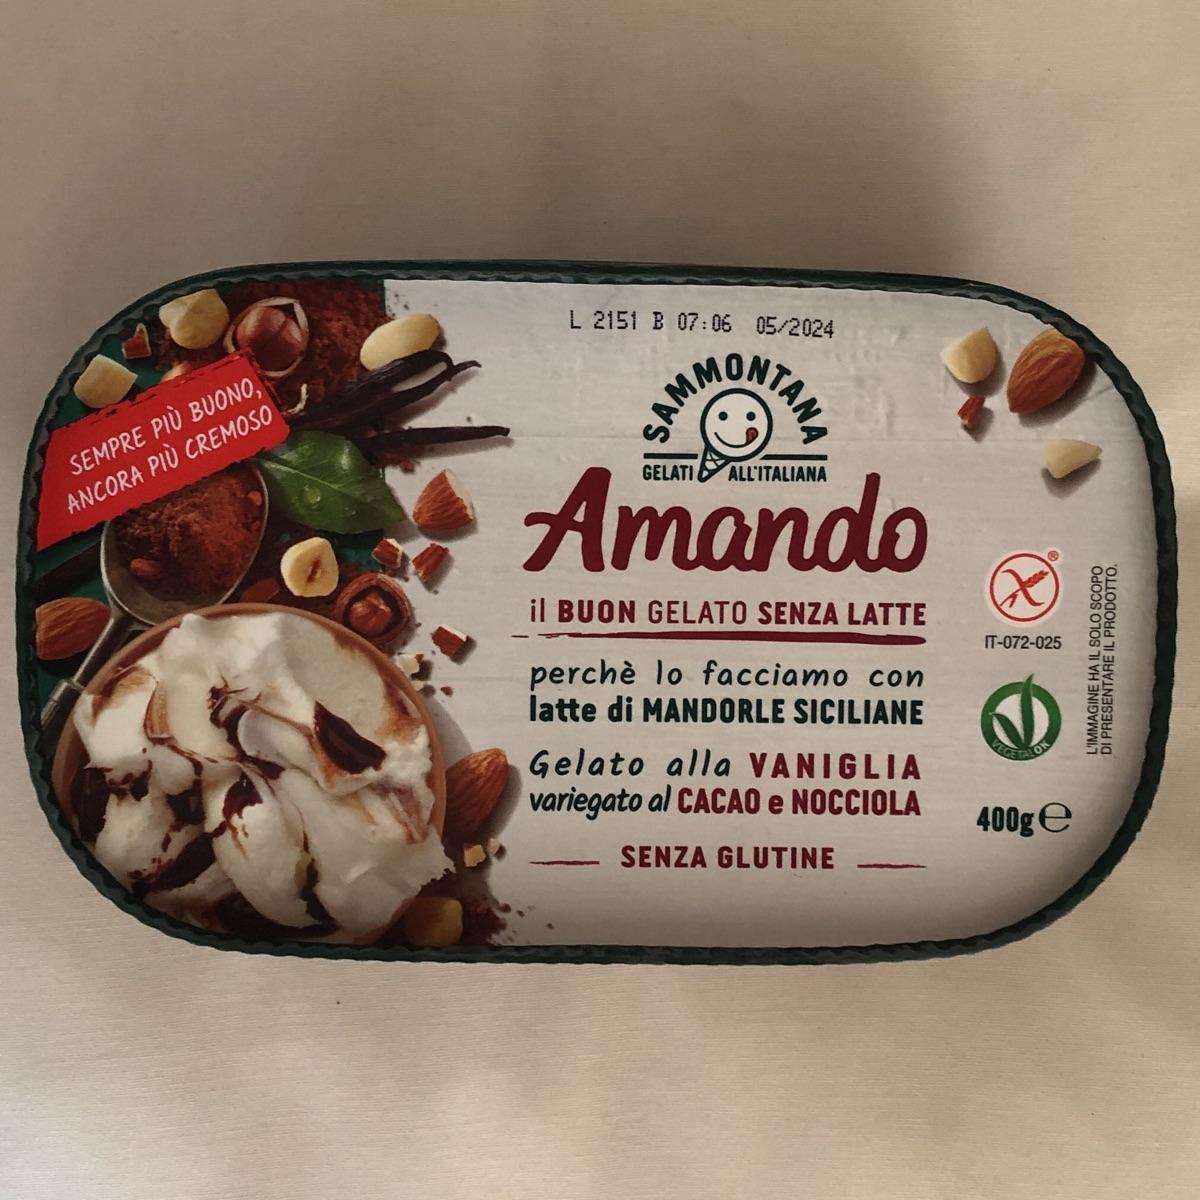 L 2151 B 07:06 05/2024
SAMMONTANA
GELATI ALL'ITALIANA
SEMPRE PIÙ BUONO,
ANCORA PIÙ CREMOSO
Amando
il BUON GELATO SENZA LATTE
perchè lo facciamo con
latte di MANDORLE SICILIANE
Gelato alla VANIGLIA
variegato al CACAO e NOCCIOLA
SENZA GLUTINE
®
IT-072-025
VEGETALOK
400g ℮
L'IMMAGINE HA IL SOLO SCOPO
DI PRESENTARE IL PRODOTTO.